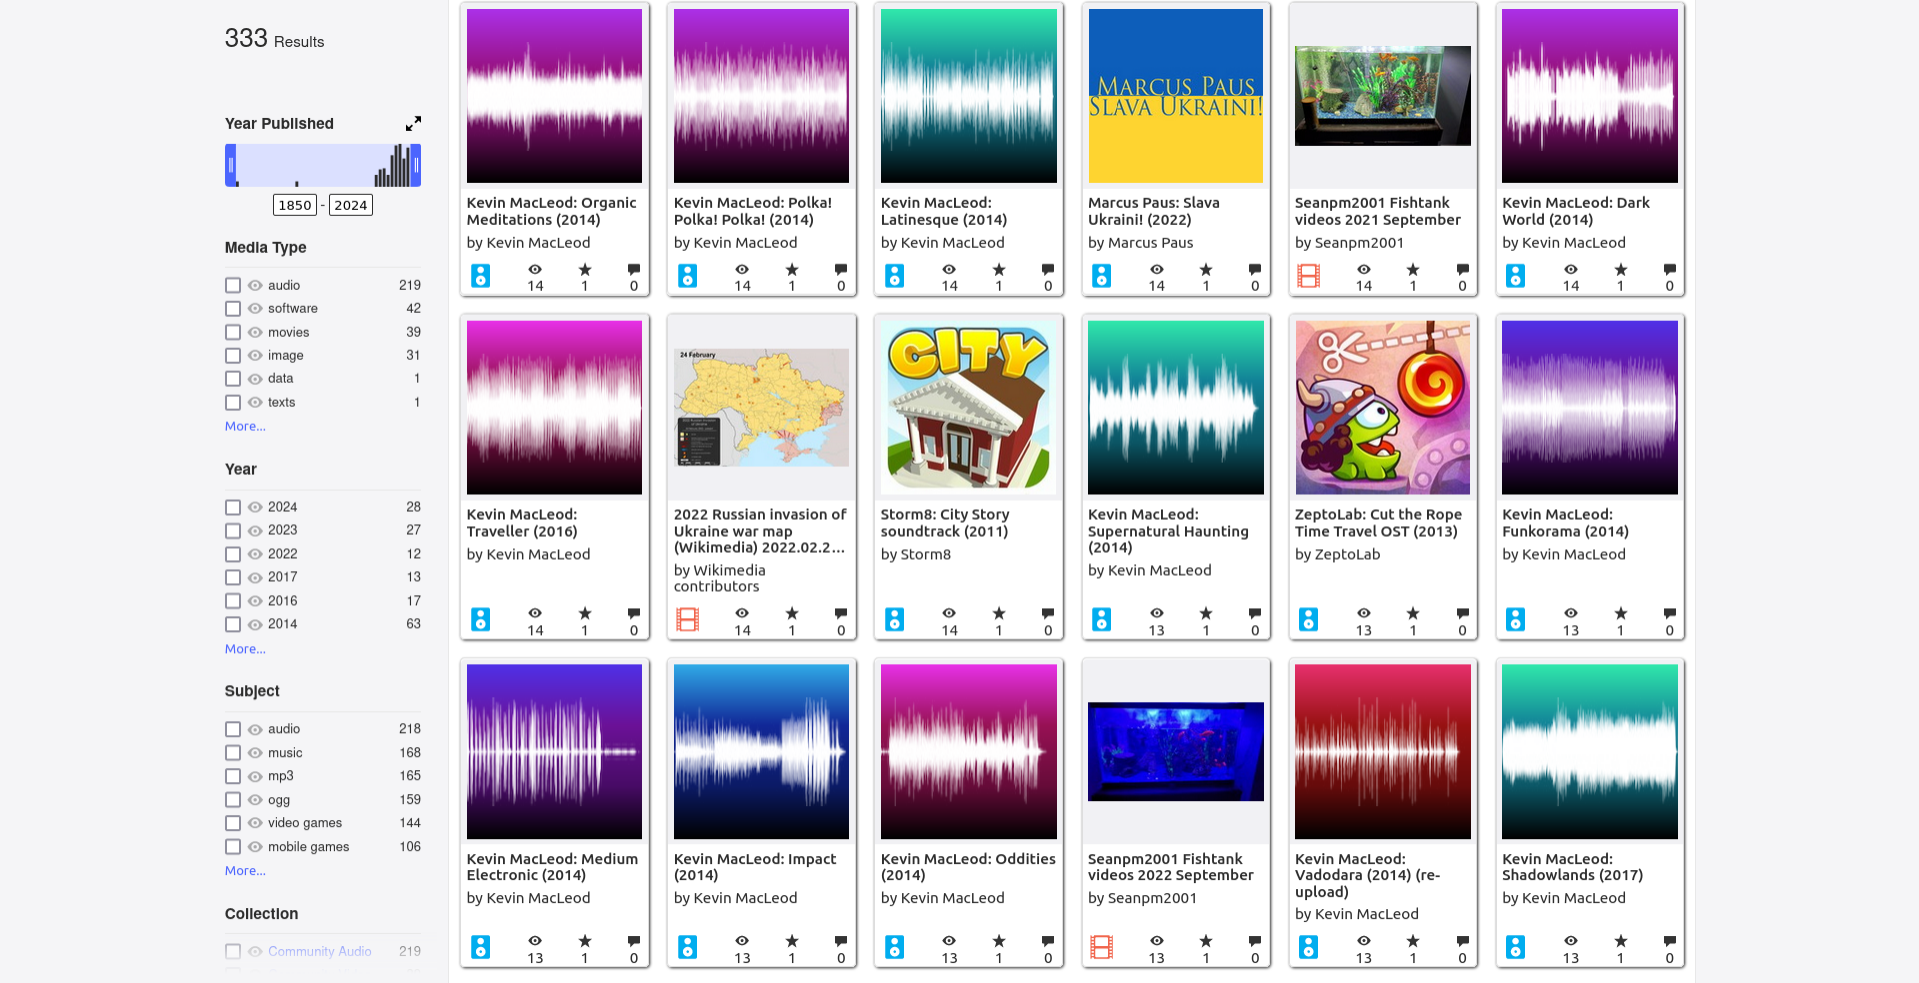 333 Results
Year Published
1850 - 2024
Media Type
audio 219
software 42
movies 39
image 31
data 1
texts 1
More...
Year
2024 28
2023 27
2022 12
2017 13
2016 17
2014 63
More...
Subject
audio 218
music 168
mp3 165
ogg 159
video games 144
mobile games 106
More...
Collection
Community Audio 219
Kevin MacLeod: Organic
Meditations (2014)
by Kevin MacLeod
14 1 0
Kevin MacLeod: Polka!
Polka! Polka! (2014)
by Kevin MacLeod
14 1 0
Kevin MacLeod:
Latinesque (2014)
by Kevin MacLeod
14 1 0
MARCUS PAUS
SLAVA UKRAINI!
Marcus Paus: Slava
Ukraini! (2022)
by Marcus Paus
14 1 0
Seanpm2001 Fishtank
videos 2021 September
by Seanpm2001
14 1 0
Kevin MacLeod: Dark
World (2014)
by Kevin MacLeod
14 1 0
Kevin MacLeod:
Traveller (2016)
by Kevin MacLeod
14 1 0
24 February
2022 Russian invasion of
Ukraine war map
(Wikimedia) 2022.02.2...
by Wikimedia
contributors
14 1 0
CITY
Storm8: City Story
soundtrack (2011)
by Storm8
14 1 0
Kevin MacLeod:
Supernatural Haunting
(2014)
by Kevin MacLeod
13 1 0
ZeptoLab: Cut the Rope
Time Travel OST (2013)
by ZeptoLab
13 1 0
Kevin MacLeod:
Funkorama (2014)
by Kevin MacLeod
13 1 0
Kevin MacLeod: Medium
Electronic (2014)
by Kevin MacLeod
13 1 0
Kevin MacLeod: Impact
(2014)
by Kevin MacLeod
13 1 0
Kevin MacLeod: Oddities
(2014)
by Kevin MacLeod
13 1 0
Seanpm2001 Fishtank
videos 2022 September
by Seanpm2001
13 1 0
Kevin MacLeod:
Vadodara (2014) (re-
upload)
by Kevin MacLeod
13 1 0
Kevin MacLeod:
Shadowlands (2017)
by Kevin MacLeod
13 1 0